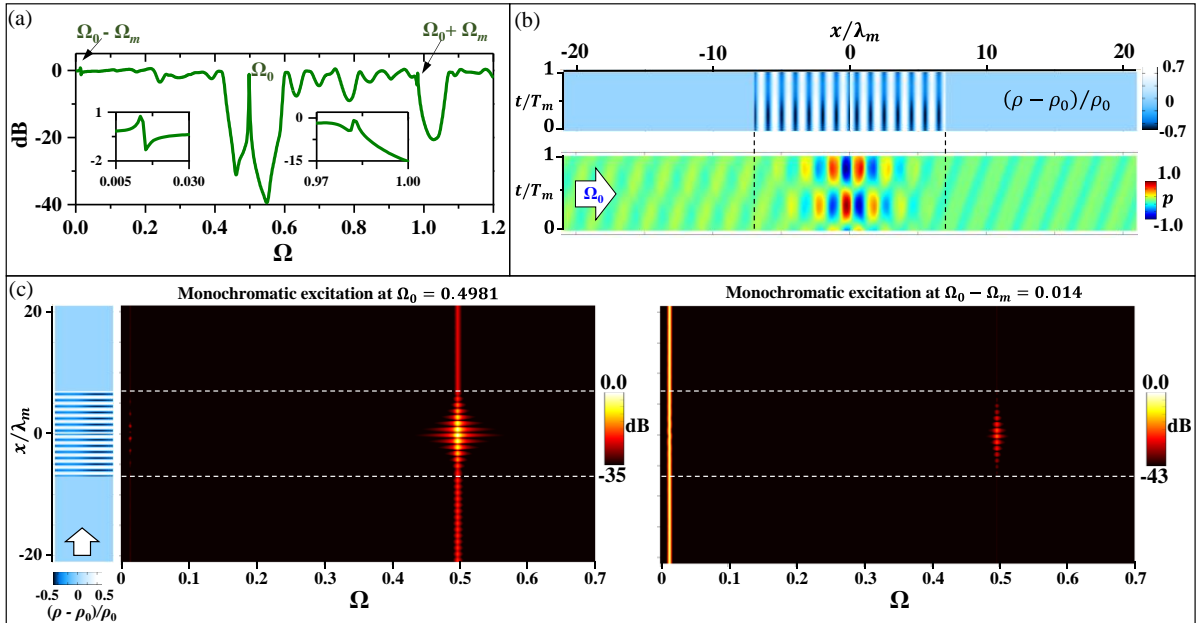 (a)
Ω₀ - Ωₘ
Ω₀+ Ωₘ
Ω₀
0
-20
-40
dB
1
-2
0.005 0.030
0
-15
0.97 1.00
0.0 0.2 0.4 0.6 0.8 1.0 1.2
Ω
(b)
x/λₘ
-20 -10 0 10 20
1
t/Tₘ
0
(ρ − ρ₀)/ρ₀
0.7
0
-0.7
1
t/Tₘ
0
Ω₀
1.0
p
-1.0
(c)
Monochromatic excitation at Ω₀ = 0.4981
Monochromatic excitation at Ω₀ − Ωₘ = 0.014
20
0
-20
x/λₘ
0.0
dB
-35
0.0
dB
-43
0 0.1 0.2 0.3 0.4 0.5 0.6 0.7
Ω
0 0.1 0.2 0.3 0.4 0.5 0.6 0.7
Ω
-0.5 0 0.5
(ρ - ρ₀)/ρ₀